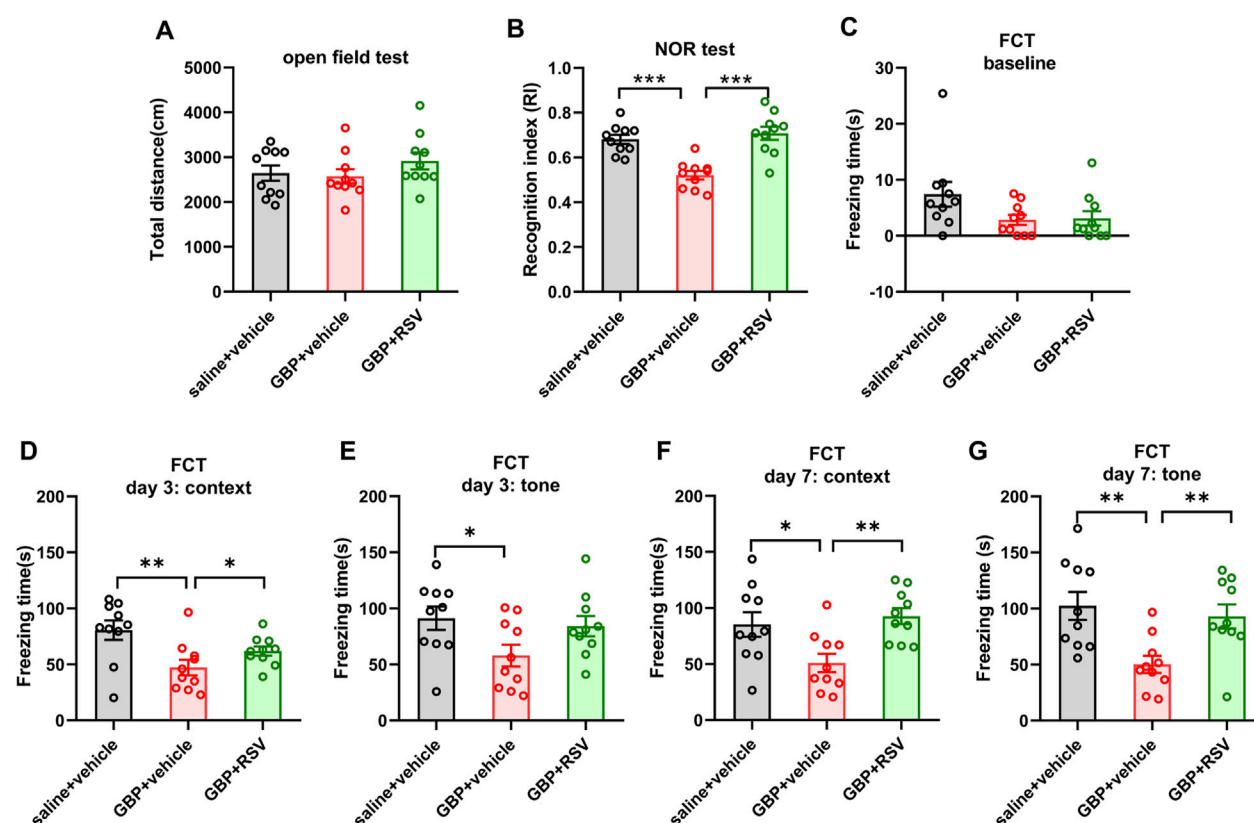 A
open field test
Total distance(cm)
5000
4000
3000
2000
1000
0
saline+vehicle
GBP+vehicle
GBP+RSV
B
NOR test
Recognition index (RI)
1.0
0.8
0.6
0.4
0.2
0.0
***
***
saline+vehicle
GBP+vehicle
GBP+RSV
C
FCT
baseline
Freezing time(s)
30
20
10
0
-10
saline+vehicle
GBP+vehicle
GBP+RSV
D
FCT
day 3: context
Freezing time(s)
200
150
100
50
0
**
*
saline+vehicle
GBP+vehicle
GBP+RSV
E
FCT
day 3: tone
Freezing time(s)
200
150
100
50
0
*
saline+vehicle
GBP+vehicle
GBP+RSV
F
FCT
day 7: context
Freezing time(s)
200
150
100
50
0
*
**
saline+vehicle
GBP+vehicle
GBP+RSV
G
FCT
day 7: tone
Freezing time (s)
200
150
100
50
0
**
**
saline+vehicle
GBP+vehicle
GBP+RSV